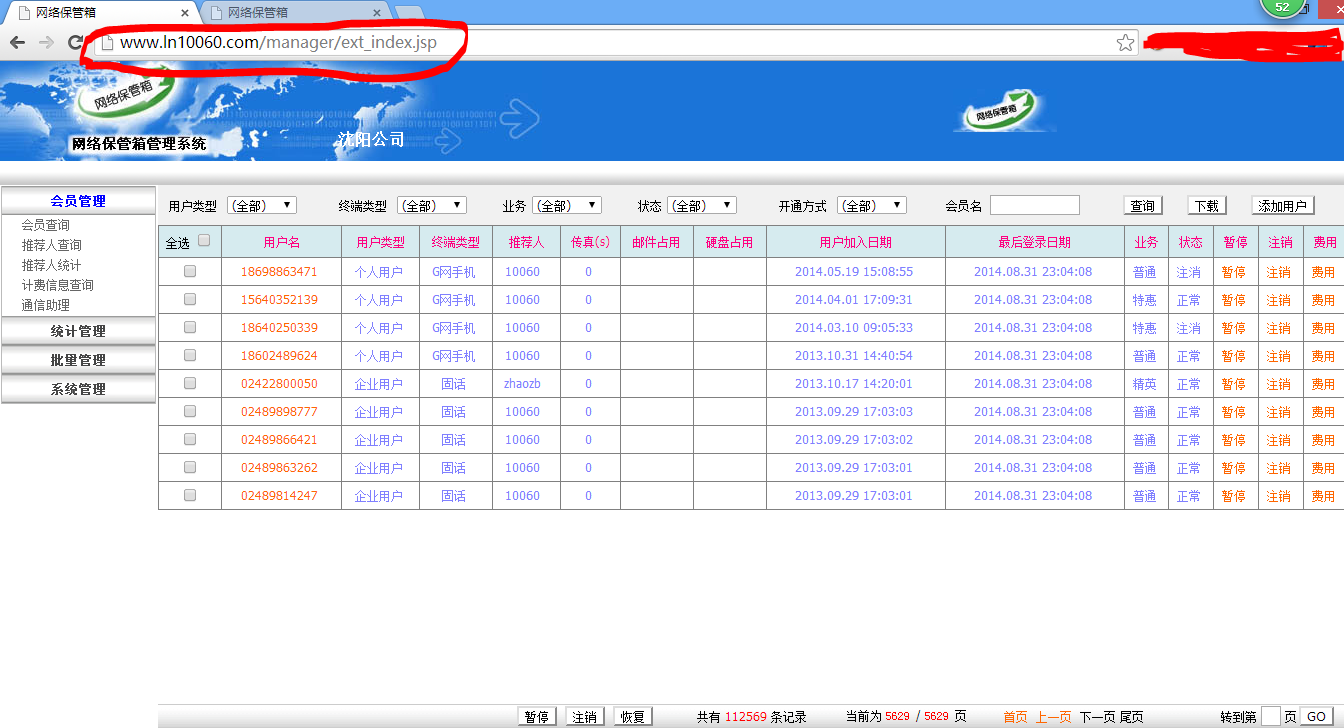 网络保管箱 网络保管箱 52
www.ln10060.com/manager/ext_index.jsp
网络保管箱 网络保管箱
网络保管箱管理系统 沈阳公司
会员管理
会员查询
推荐人查询
推荐人统计
计费信息查询
通信助理
统计管理
批量管理
系统管理
用户类型 (全部) 终端类型 (全部) 业务 (全部) 状态 (全部) 开通方式 (全部) 会员名 查询 下载 添加用户
全选 用户名 用户类型 终端类型 推荐人 传真(s) 邮件占用 硬盘占用 用户加入日期 最后登录日期 业务 状态 暂停 注销 费用
18698863471 个人用户 G网手机 10060 0 2014.05.19 15:08:55 2014.08.31 23:04:08 普通 注消 暂停 注销 费用
15640352139 个人用户 G网手机 10060 0 2014.04.01 17:09:31 2014.08.31 23:04:08 特惠 正常 暂停 注销 费用
18640250339 个人用户 G网手机 10060 0 2014.03.10 09:05:33 2014.08.31 23:04:08 特惠 注消 暂停 注销 费用
18602489624 个人用户 G网手机 10060 0 2013.10.31 14:40:54 2014.08.31 23:04:08 普通 正常 暂停 注销 费用
02422800050 企业用户 固话 zhaozb 0 2013.10.17 14:20:01 2014.08.31 23:04:08 精英 正常 暂停 注销 费用
02489898777 企业用户 固话 10060 0 2013.09.29 17:03:03 2014.08.31 23:04:08 普通 正常 暂停 注销 费用
02489866421 企业用户 固话 10060 0 2013.09.29 17:03:02 2014.08.31 23:04:08 普通 正常 暂停 注销 费用
02489863262 企业用户 固话 10060 0 2013.09.29 17:03:01 2014.08.31 23:04:08 普通 正常 暂停 注销 费用
02489814247 企业用户 固话 10060 0 2013.09.29 17:03:01 2014.08.31 23:04:08 普通 正常 暂停 注销 费用
暂停 注销 恢复 共有 112569 条记录 当前为 5629 / 5629 页 首页 上一页 下一页 尾页 转到第 页 GO